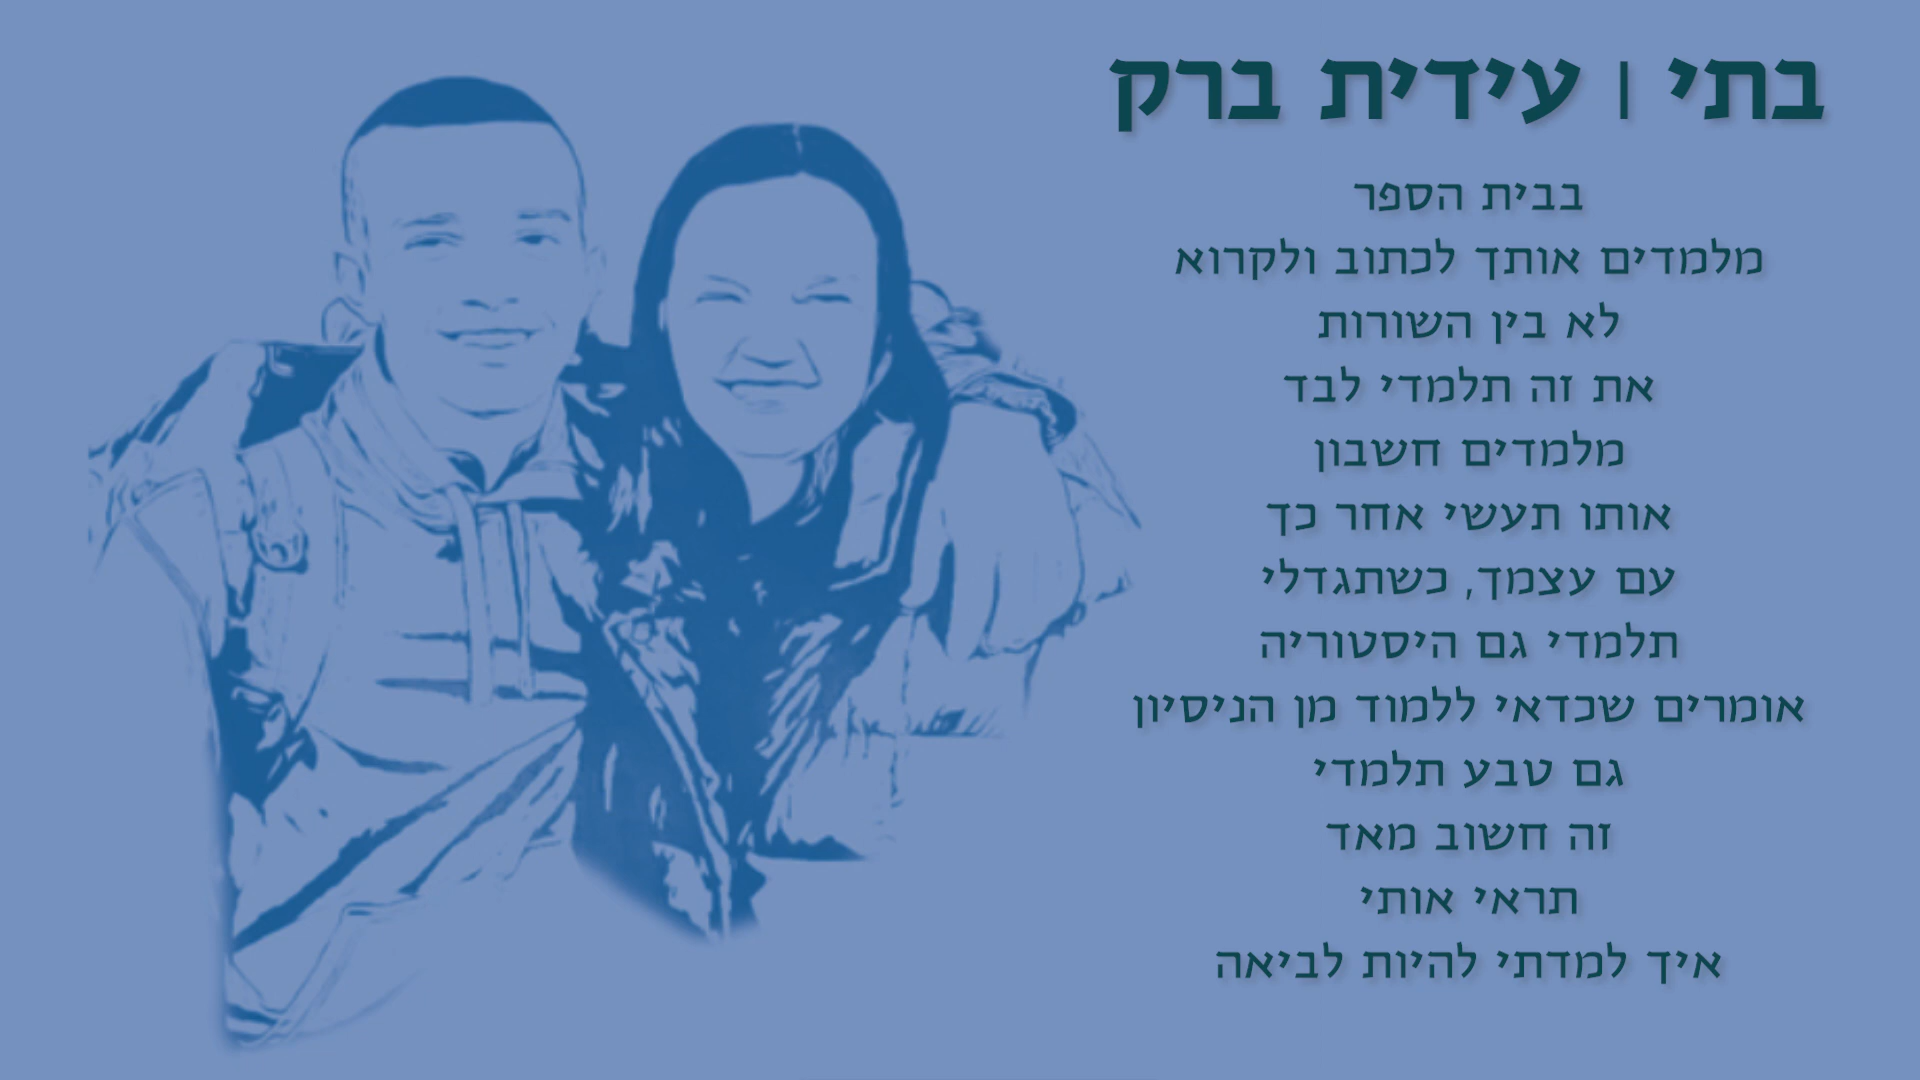 בתי | עידית ברק
בבית הספר
מלמדים אותך לכתוב ולקרוא
לא בין השורות
את זה תלמדי לבד
מלמדים חשבון
אותו תעשי אחר כך
עם עצמך, כשתגדלי
תלמדי גם היסטוריה
אומרים שכדאי ללמוד מן הניסיון
גם טבע תלמדי
זה חשוב מאד
תראי אותי
איך למדתי להיות לביאה